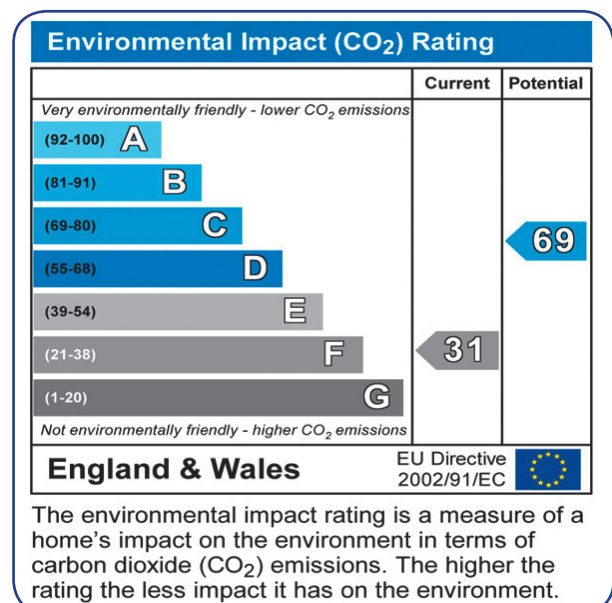 Environmental Impact (CO₂) Rating
Current Potential
Very environmentally friendly - lower CO₂ emissions
(92-100) A
(81-91) B
(69-80) C
69
(55-68) D
(39-54) E
(21-38) F
31
(1-20) G
Not environmentally friendly - higher CO₂ emissions
England & Wales
EU Directive
2002/91/EC
The environmental impact rating is a measure of a
home's impact on the environment in terms of
carbon dioxide (CO₂) emissions. The higher the
rating the less impact it has on the environment.